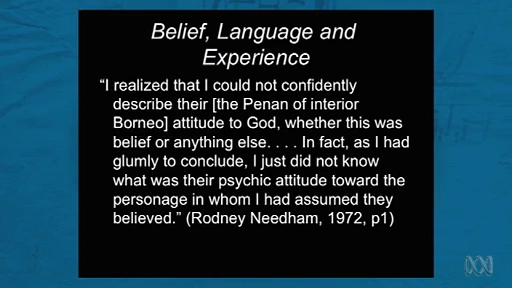 Belief, Language and
Experience
“I realized that I could not confidently
describe their [the Penan of interior
Borneo] attitude to God, whether this was
belief or anything else. . . . In fact, as I had
glumly to conclude, I just did not know
what was their psychic attitude toward the
personage in whom I had assumed they
believed.” (Rodney Needham, 1972, p1)